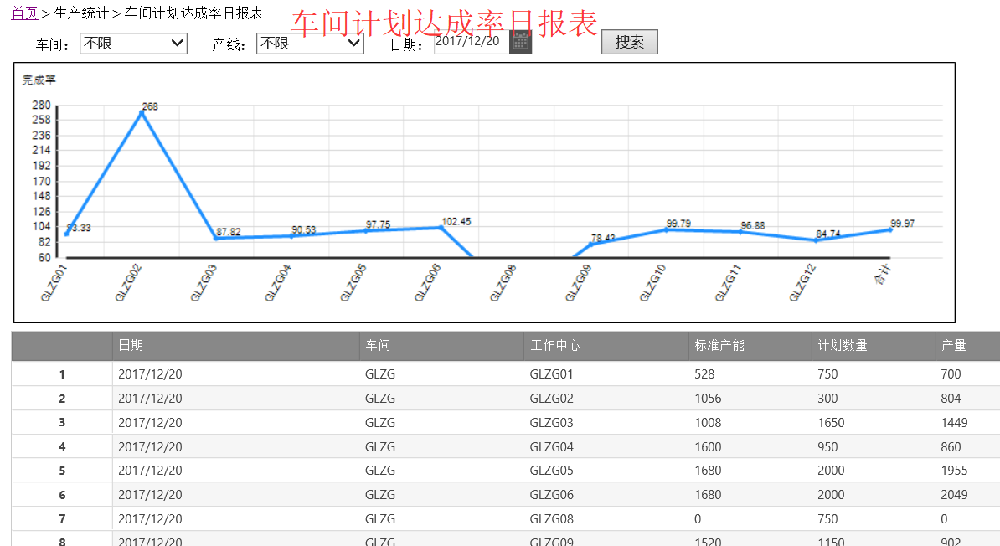 首页 > 生产统计 > 车间计划达成率日报表
车间计划达成率日报表
车间： 不限 产线： 不限 日期： 2017/12/20 搜索
完成率
280
258
236
214
192
170
148
126
104
82
60
93.33 268 87.82 90.53 97.75 102.45 78.43 99.79 96.88 84.74 99.97
GLZG01 GLZG02 GLZG03 GLZG04 GLZG05 GLZG06 GLZG08 GLZG09 GLZG10 GLZG11 GLZG12 合计
日期 车间 工作中心 标准产能 计划数量 产量
1 2017/12/20 GLZG GLZG01 528 750 700
2 2017/12/20 GLZG GLZG02 1056 300 804
3 2017/12/20 GLZG GLZG03 1008 1650 1449
4 2017/12/20 GLZG GLZG04 1600 950 860
5 2017/12/20 GLZG GLZG05 1680 2000 1955
6 2017/12/20 GLZG GLZG06 1680 2000 2049
7 2017/12/20 GLZG GLZG08 0 750 0
8 2017/12/20 GLZG GLZG09 1520 1150 902